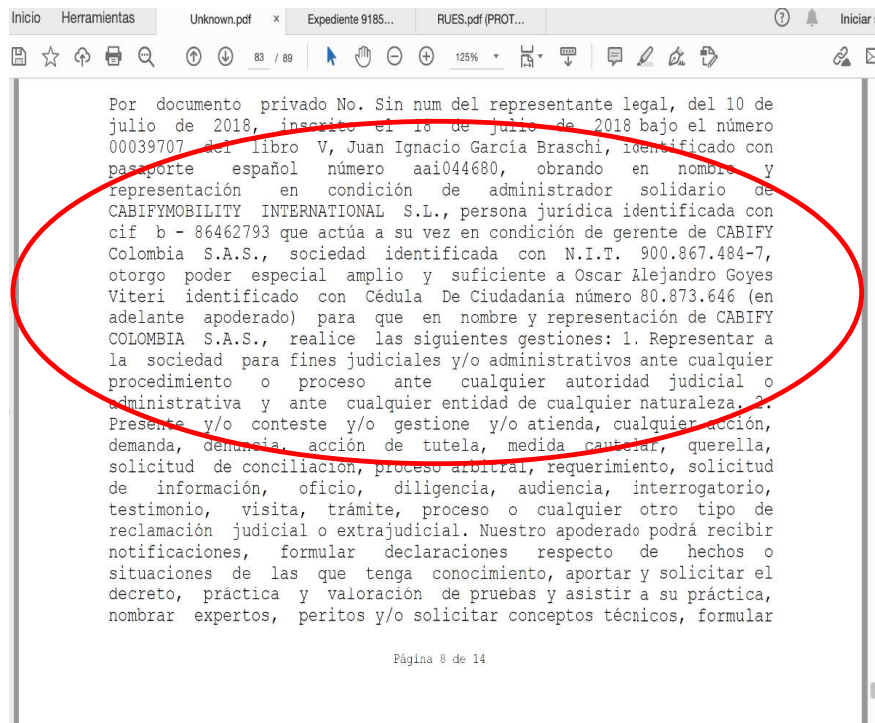 Inicio Herramientas Unknown.pdf × Expediente 9185... RUES.pdf (PROT... ? Iniciar
83 / 89 125%
Por documento privado No. Sin num del representante legal, del 10 de
julio de 2018, inscrito el 18 de julio de 2018 bajo el número
00039707 del libro V, Juan Ignacio García Braschi, identificado con
pasaporte español número aai044680, obrando en nombre y
representación en condición de administrador solidario de
CABIFYMOBILITY INTERNATIONAL S.L., persona jurídica identificada con
cif b - 86462793 que actúa a su vez en condición de gerente de CABIFY
Colombia S.A.S., sociedad identificada con N.I.T. 900.867.484-7,
otorgo poder especial amplio y suficiente a Oscar Alejandro Goyes
Viteri identificado con Cédula De Ciudadanía número 80.873.646 (en
adelante apoderado) para que en nombre y representación de CABIFY
COLOMBIA S.A.S., realice las siguientes gestiones: 1. Representar a
la sociedad para fines judiciales y/o administrativos ante cualquier
procedimiento o proceso ante cualquier autoridad judicial o
administrativa y ante cualquier entidad de cualquier naturaleza. 2.
Presente y/o conteste y/o gestione y/o atienda, cualquier acción,
demanda, denuncia, acción de tutela, medida cautelar, querella,
solicitud de conciliación, proceso arbitral, requerimiento, solicitud
de información, oficio, diligencia, audiencia, interrogatorio,
testimonio, visita, trámite, proceso o cualquier otro tipo de
reclamación judicial o extrajudicial. Nuestro apoderado podrá recibir
notificaciones, formular declaraciones respecto de hechos o
situaciones de las que tenga conocimiento, aportar y solicitar el
decreto, práctica y valoración de pruebas y asistir a su práctica,
nombrar expertos, peritos y/o solicitar conceptos técnicos, formular
Página 8 de 14